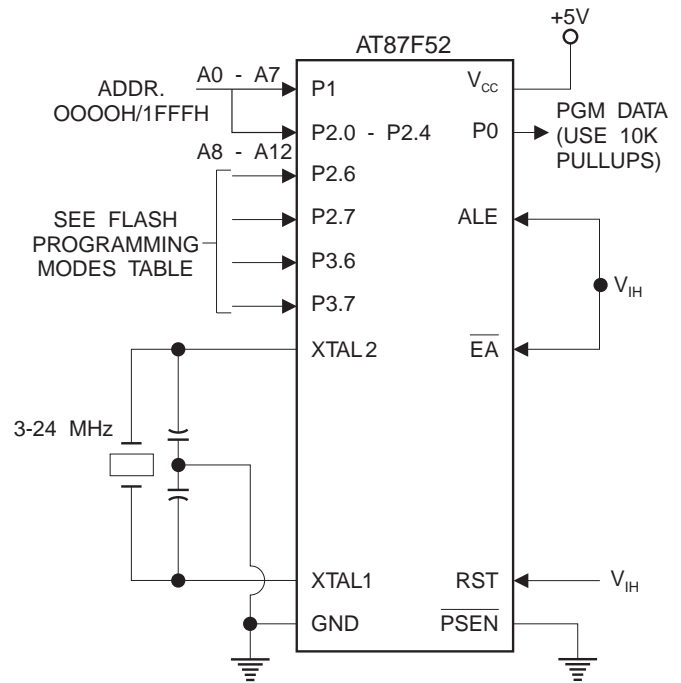 +5V
AT87F52
A0 - A7
ADDR.
OOOOH/1FFFH
P1
VCC
P2.0 - P2.4
P0
PGM DATA
(USE 10K
PULLUPS)
A8 - A12
P2.6
SEE FLASH
PROGRAMMING
MODES TABLE
P2.7
ALE
P3.6
VIH
P3.7
XTAL2
EA
3-24 MHz
XTAL1
RST
VIH
GND
PSEN